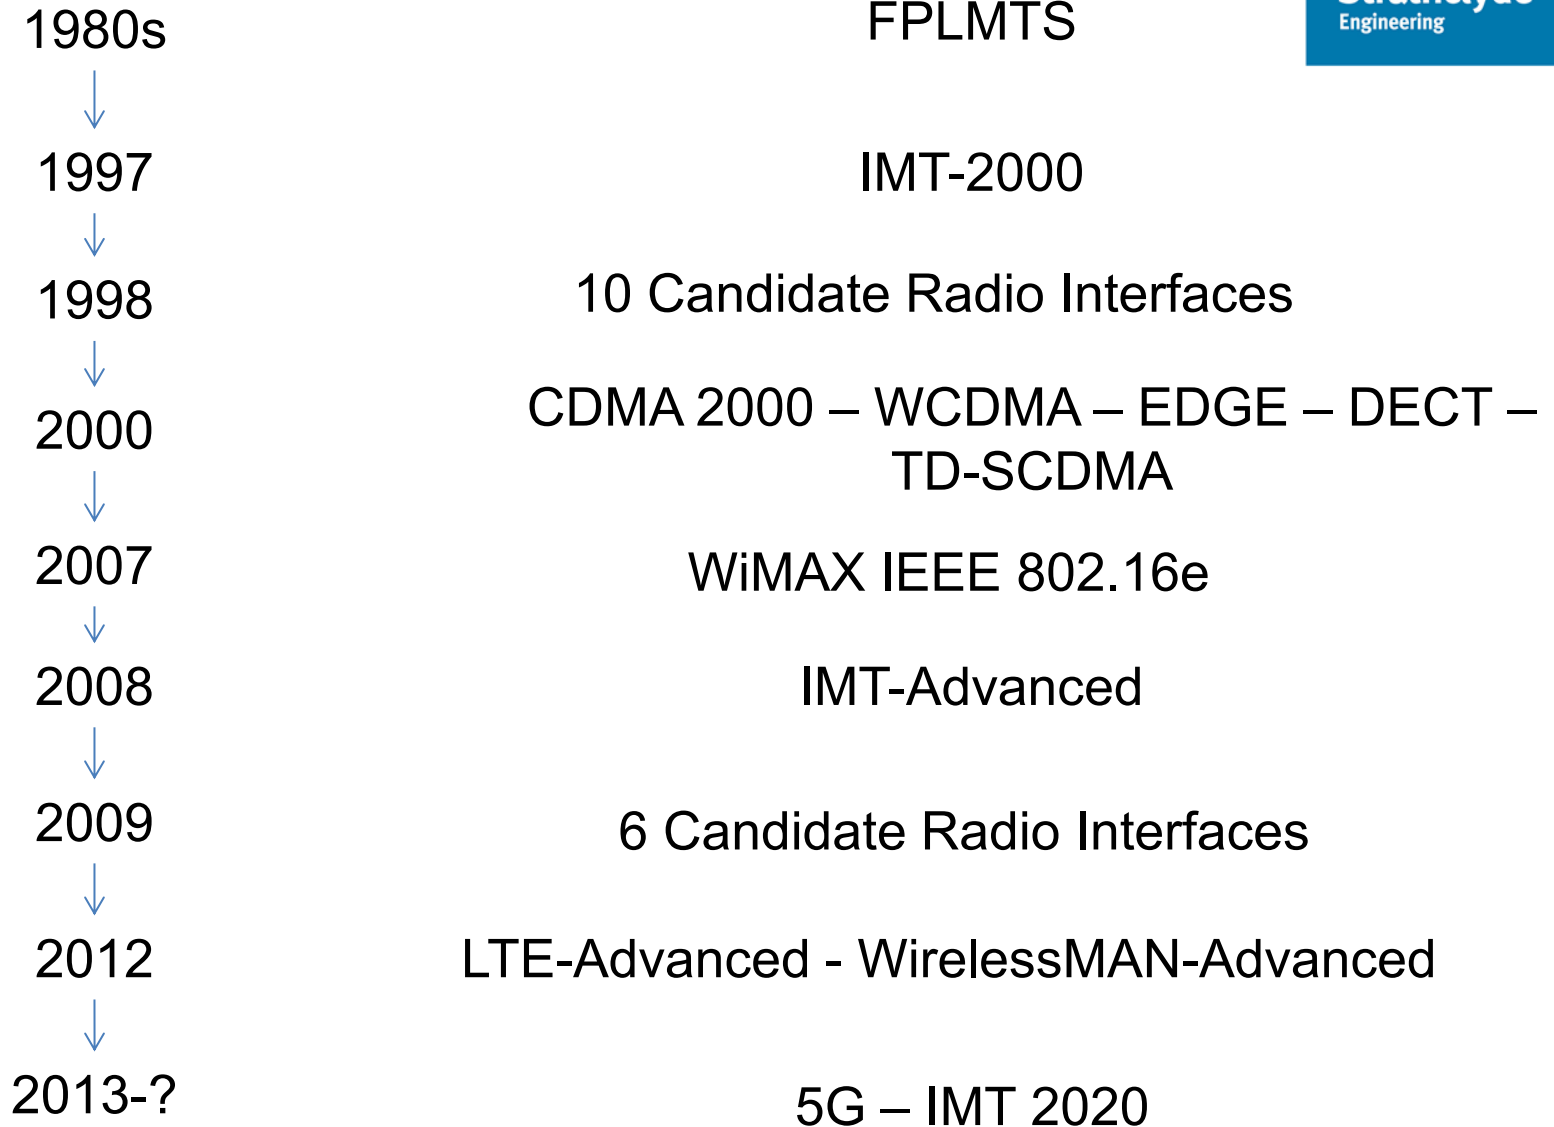 1980s
FPLMTS
Engineering
1997
IMT-2000
1998
10 Candidate Radio Interfaces
2000
CDMA 2000 – WCDMA – EDGE – DECT –
TD-SCDMA
2007
WiMAX IEEE 802.16e
2008
IMT-Advanced
2009
6 Candidate Radio Interfaces
2012
LTE-Advanced - WirelessMAN-Advanced
2013-?
5G – IMT 2020